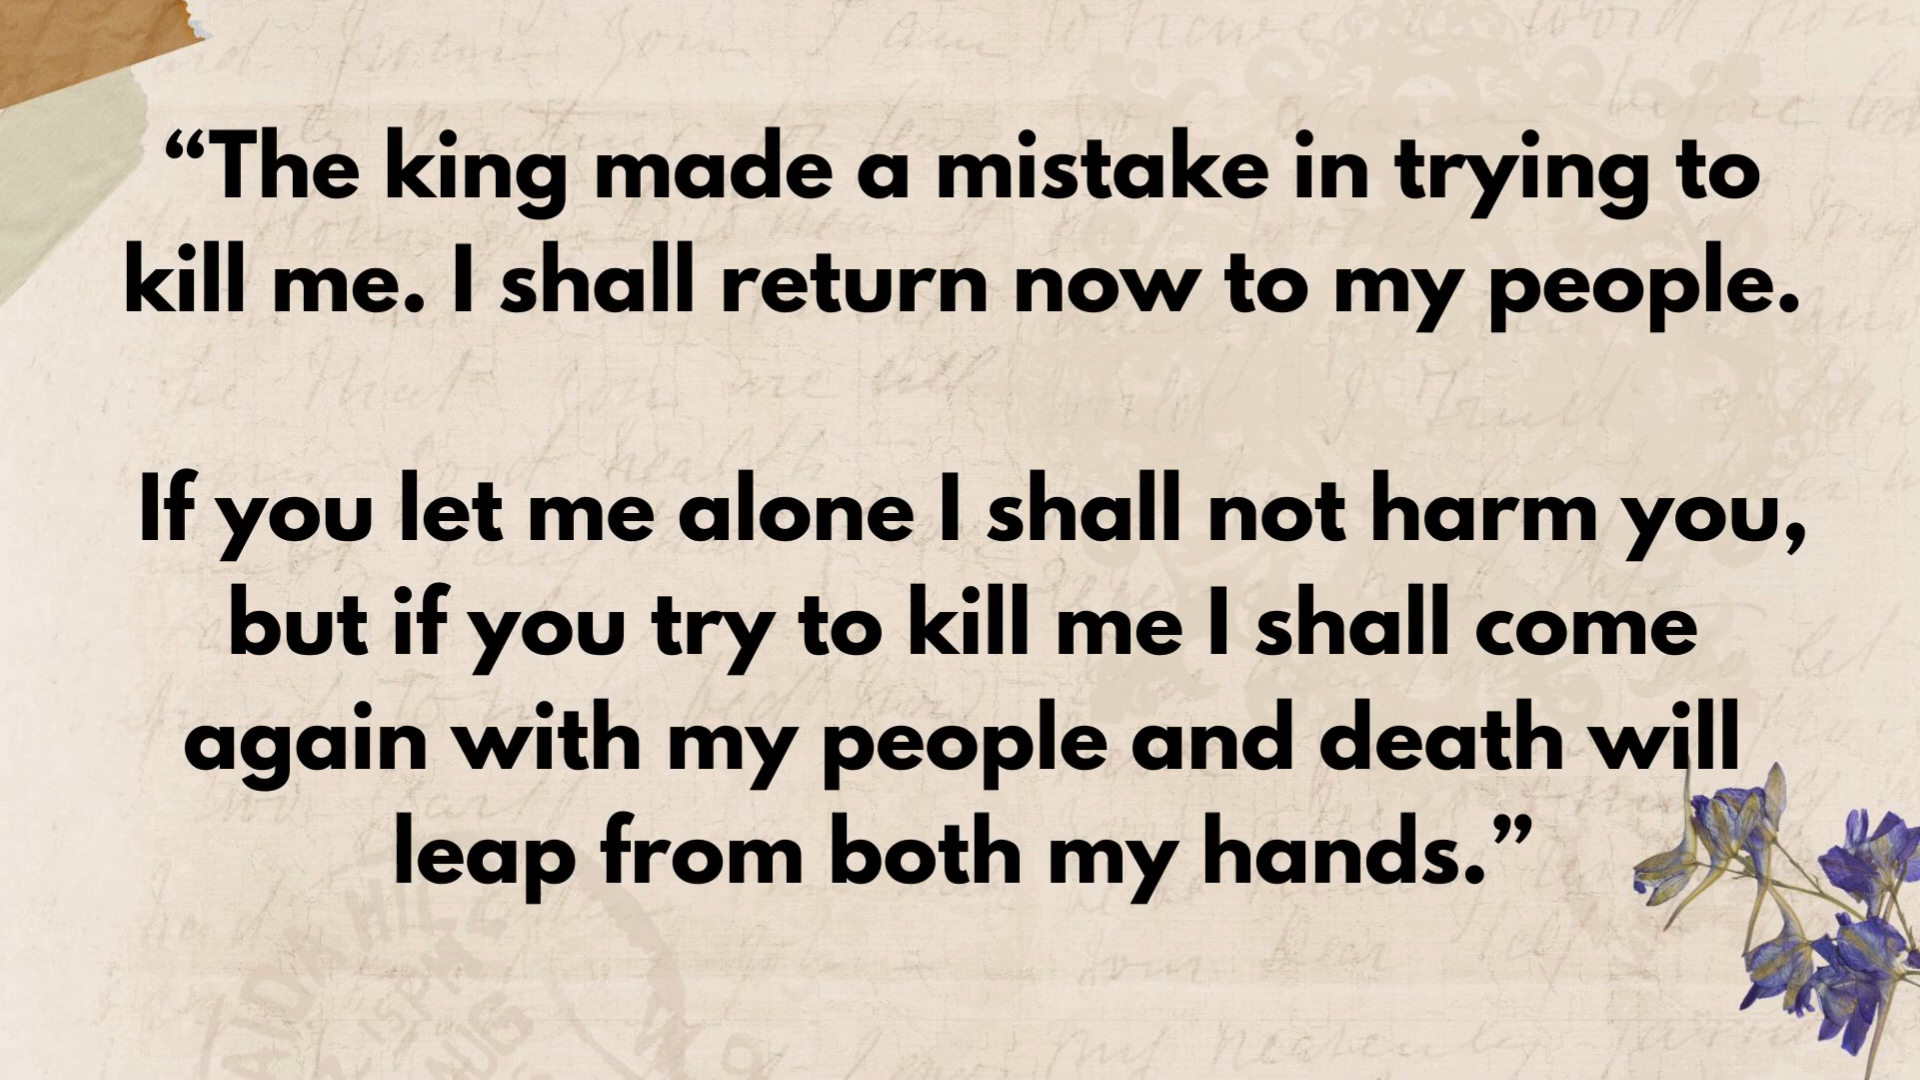 “The king made a mistake in trying to
kill me. I shall return now to my people.
If you let me alone I shall not harm you,
but if you try to kill me I shall come
again with my people and death will
leap from both my hands.”